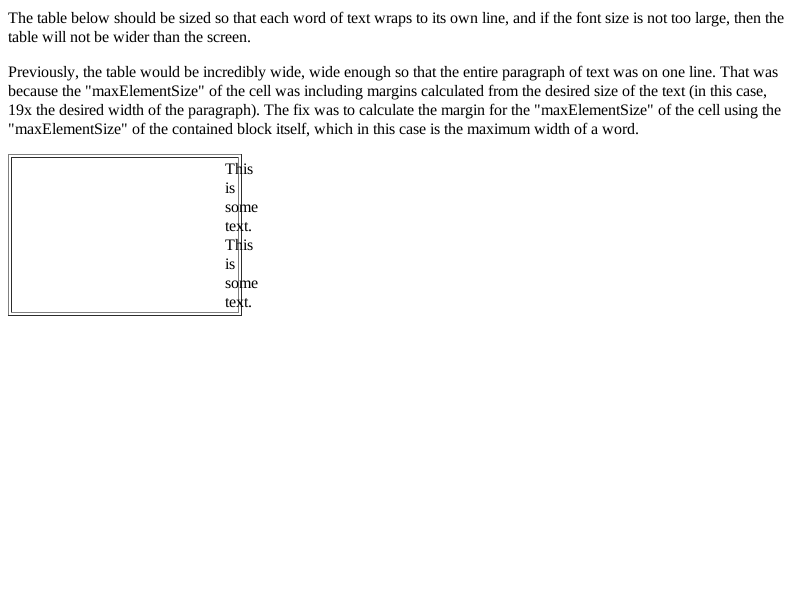 The table below should be sized so that each word of text wraps to its own line, and if the font size is not too large, then the
table will not be wider than the screen.
Previously, the table would be incredibly wide, wide enough so that the entire paragraph of text was on one line. That was
because the "maxElementSize" of the cell was including margins calculated from the desired size of the text (in this case,
19x the desired width of the paragraph). The fix was to calculate the margin for the "maxElementSize" of the cell using the
"maxElementSize" of the contained block itself, which in this case is the maximum width of a word.
This
is
some
text.
This
is
some
text.